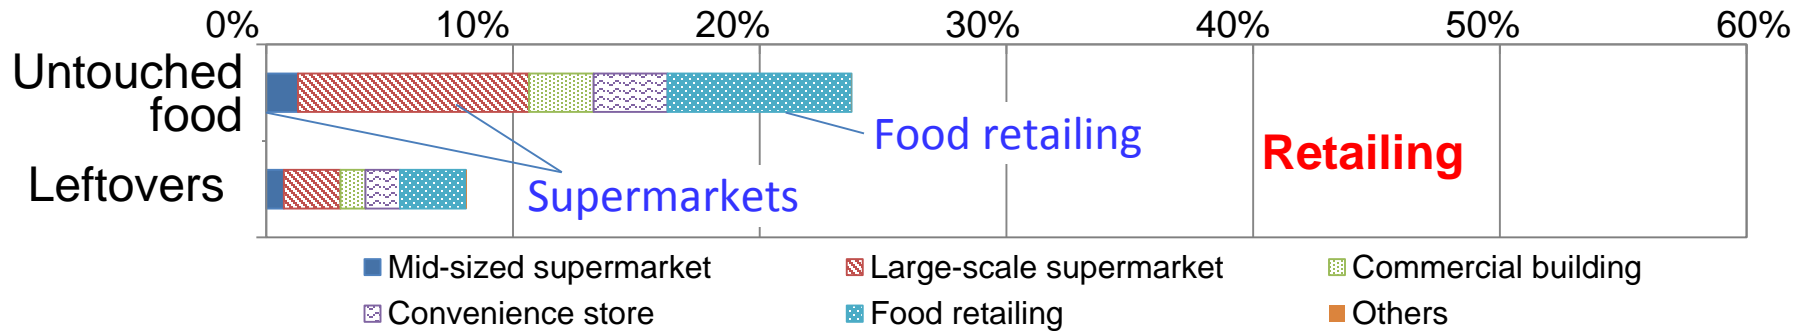 0% 10% 20% 30% 40% 50% 60%
Untouched
food
Food retailing
Retailing
Leftovers
Supermarkets
Mid-sized supermarket Large-scale supermarket Commercial building
Convenience store Food retailing Others